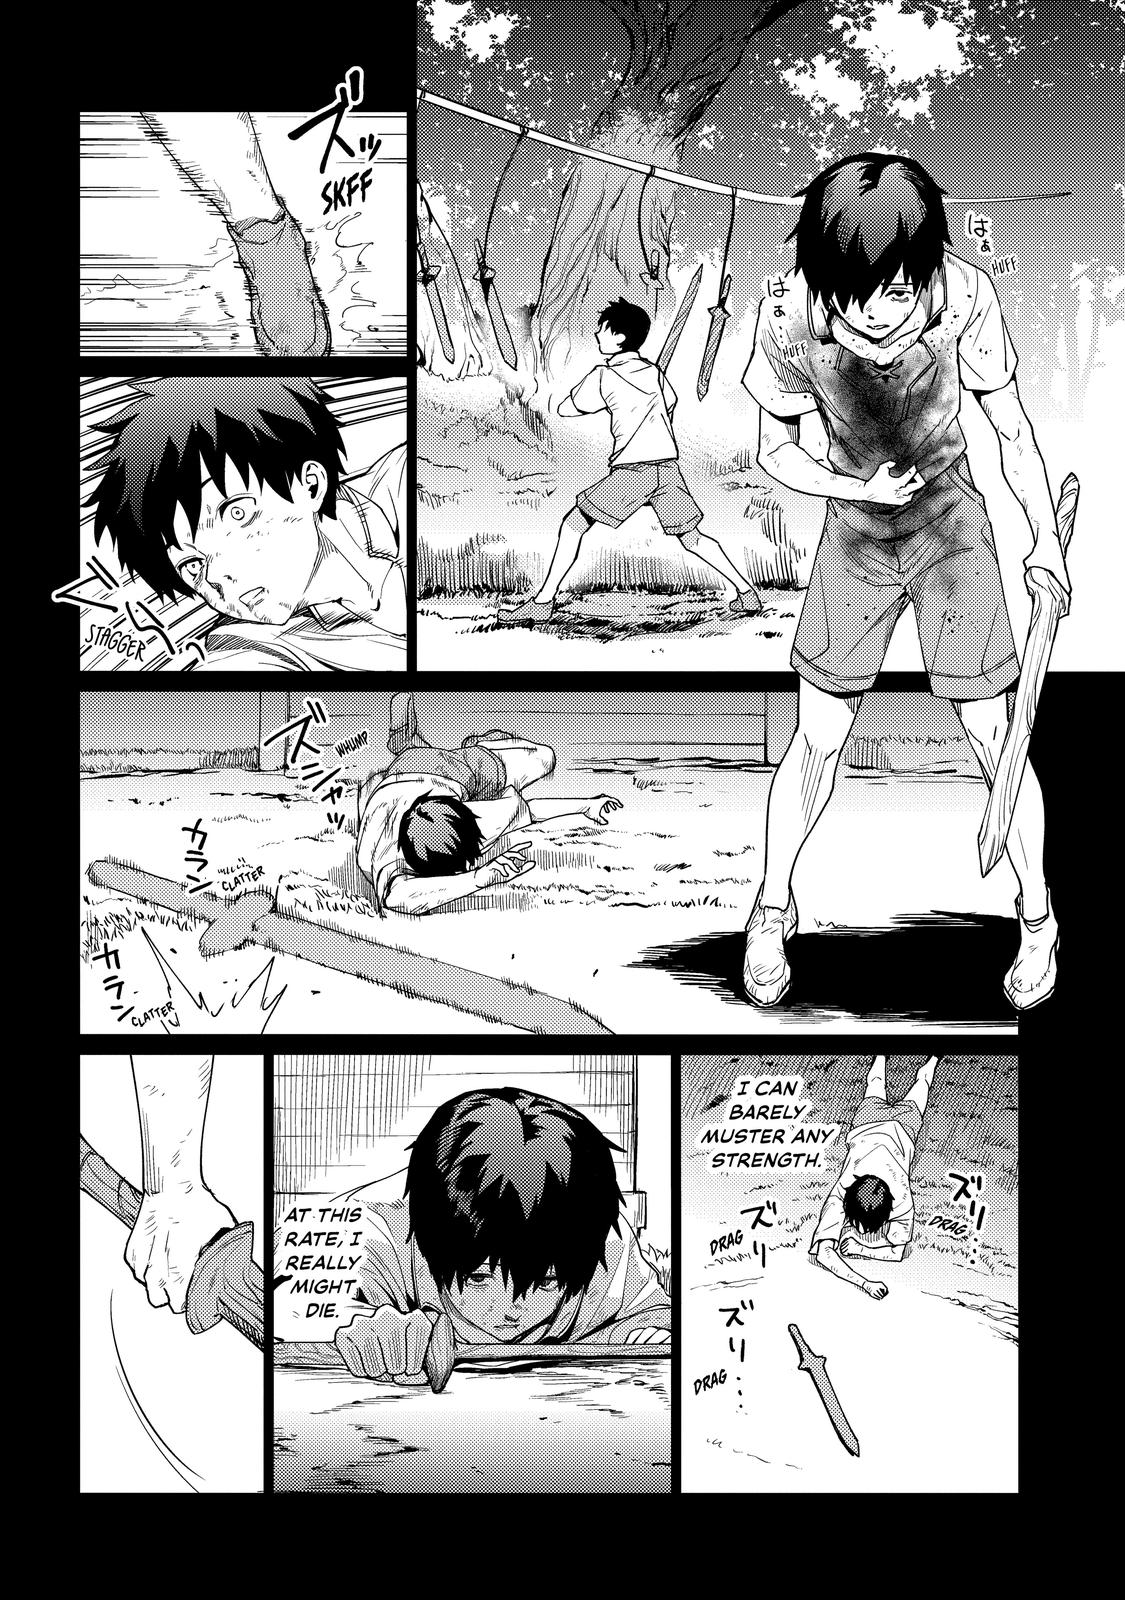 はぁ
HUFF
はぁ…
HUFF
ズッ
SKFF
ズ
STAGGER
ズシャッ
WHUMP
カラン
CLATTER
カラン
CLATTER
I CAN
BARELY
MUSTER ANY
STRENGTH.
ズリ…
DRAG
ズリ
DRAG
ズリ…
DRAG
AT THIS
RATE, I
REALLY
MIGHT
DIE.